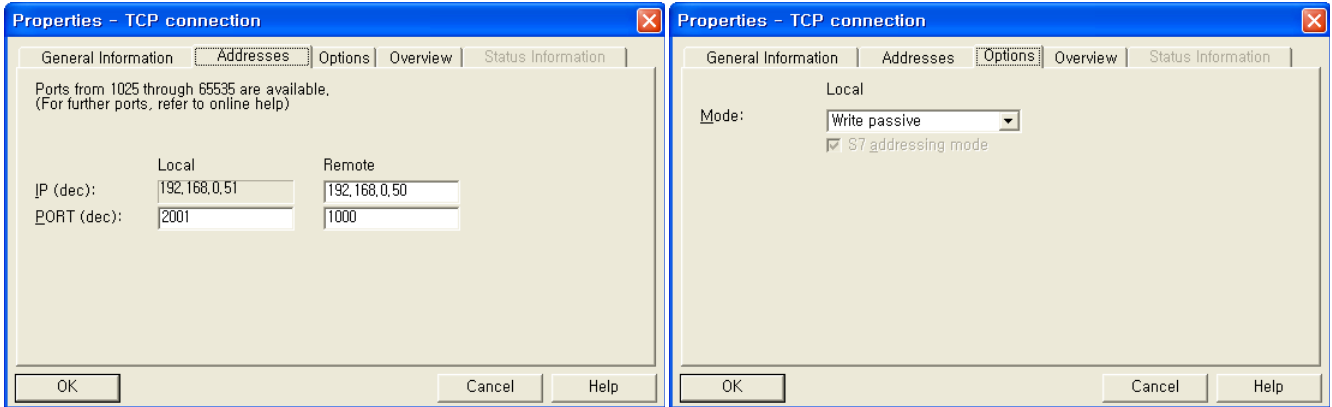 Properties - TCP connection
General Information Addresses Options Overview Status Information
Ports from 1025 through 65535 are available,
(For further ports, refer to online help)
Local Remote
IP (dec): 192,168,0,51 192,168,0,50
PORT (dec): 2001 1000
OK Cancel Help
Properties - TCP connection
General Information Addresses Options Overview Status Information
Local
Mode: Write passive
S7 addressing mode
OK Cancel Help